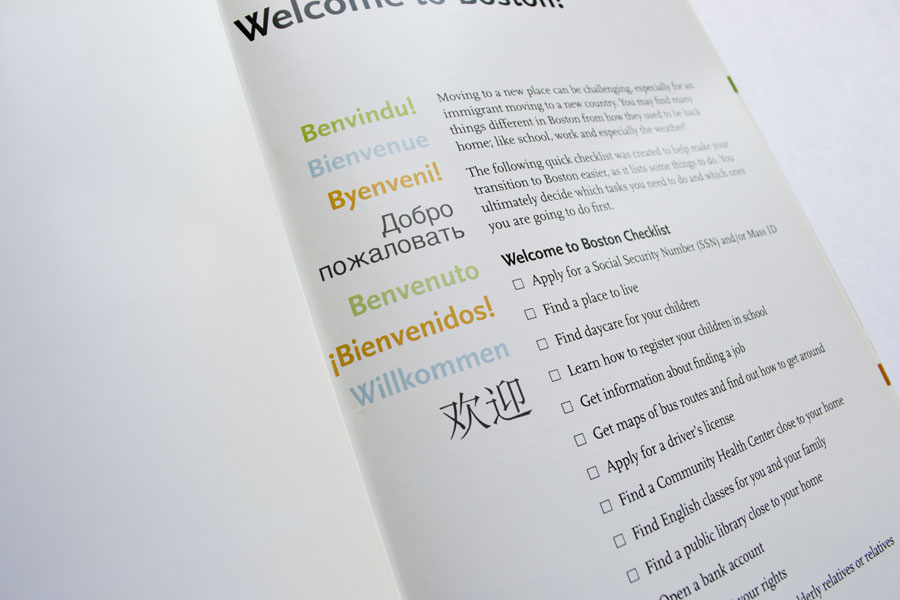 Welcome to Boston!
Benvindu!
Bienvenue
Byenveni!
Добро
пожаловать
Benvenuto
¡Bienvenidos!
Willkommen
欢迎
Moving to a new place can be challenging, especially for an
immigrant moving to a new country. You may find many
things different in Boston from how they used to be back
home; like school, work and especially the weather!
The following quick checklist was created to help make your
transition to Boston easier, as it lists some things to do. You
ultimately decide which tasks you need to do and which ones
you are going to do first.
Welcome to Boston Checklist
Apply for a Social Security Number (SSN) and/or Mass ID
Find a place to live
Find daycare for your children
Learn how to register your children in school
Get information about finding a job
Get maps of bus routes and find out how to get around
Apply for a driver's license
Find a Community Health Center close to your home
Find English classes for you and your family
Find a public library close to your home
Open a bank account
your rights
elderly relatives or relatives